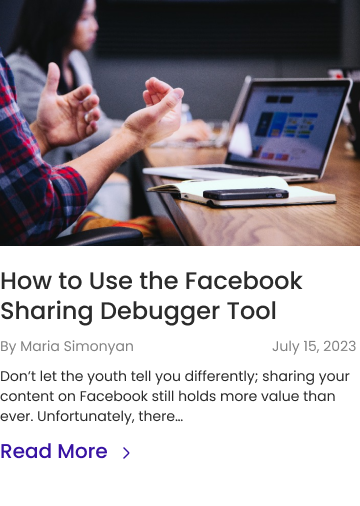 How to Use the Facebook
Sharing Debugger Tool
By Maria Simonyan July 15, 2023
Don’t let the youth tell you differently; sharing your
content on Facebook still holds more value than
ever. Unfortunately, there...
Read More